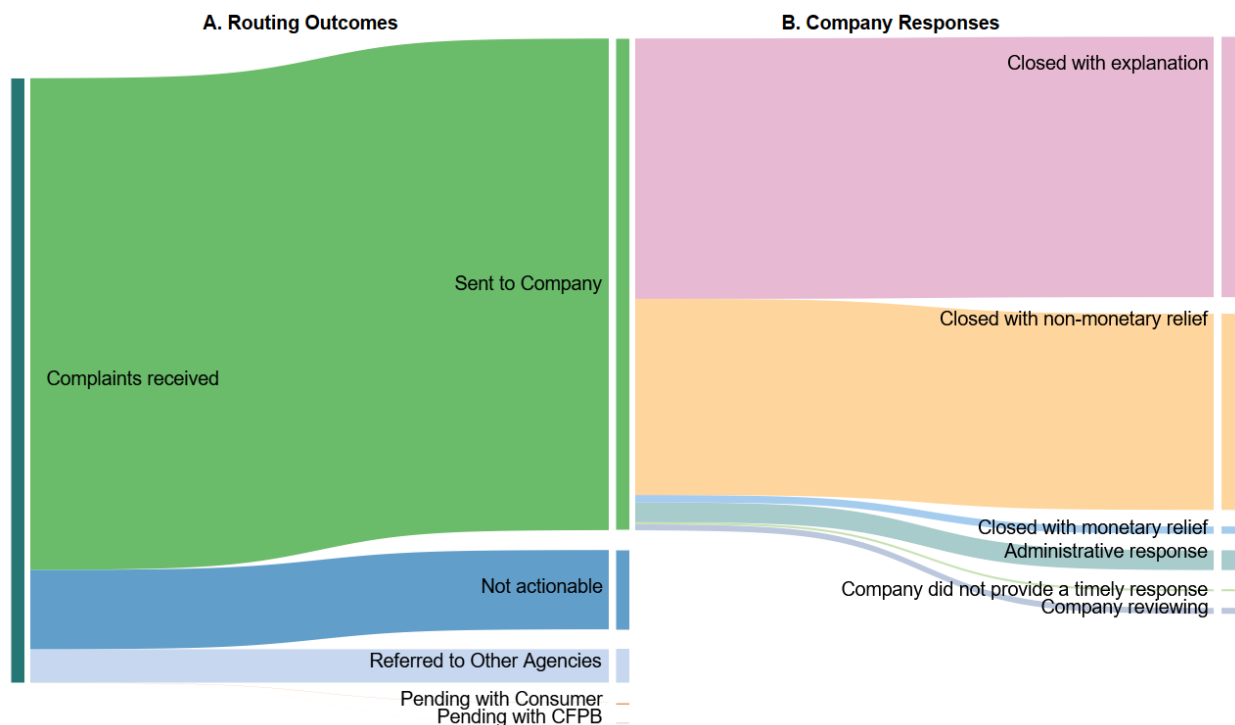 A. Routing Outcomes
B. Company Responses
Complaints received
Sent to Company
Not actionable
Referred to Other Agencies
Pending with Consumer
Pending with CFPB
Closed with explanation
Closed with non-monetary relief
Closed with monetary relief
Administrative response
Company did not provide a timely response
Company reviewing